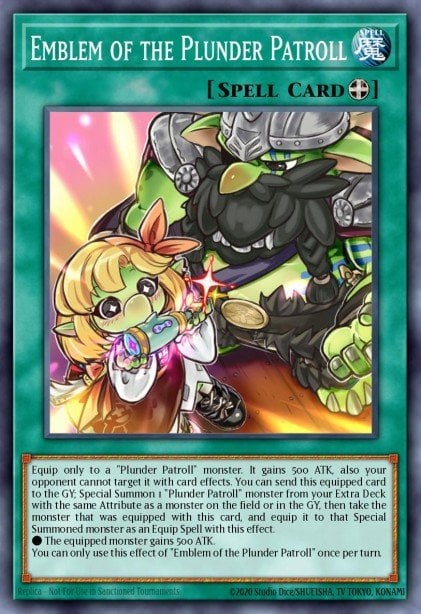 EMBLEM OF THE PLUNDER PATROLL
SPELL
魔
[SPELL CARD]
Equip only to a "Plunder Patroll" monster. It gains 500 ATK, also your
opponent cannot target it with card effects. You can send this equipped card
to the GY; Special Summon 1 "Plunder Patroll" monster from your Extra Deck
with the same Attribute as a monster on the field or in the GY, then take the
monster that was equipped with this card, and equip it to that Special
Summoned monster as an Equip Spell with this effect.
● The equipped monster gains 500 ATK.
You can only use this effect of "Emblem of the Plunder Patroll" once per turn.
Replica - Not For Use in Sanctioned Tournaments
©2020 Studio Dice/SHUEISHA, TV TOKYO, KONAMI